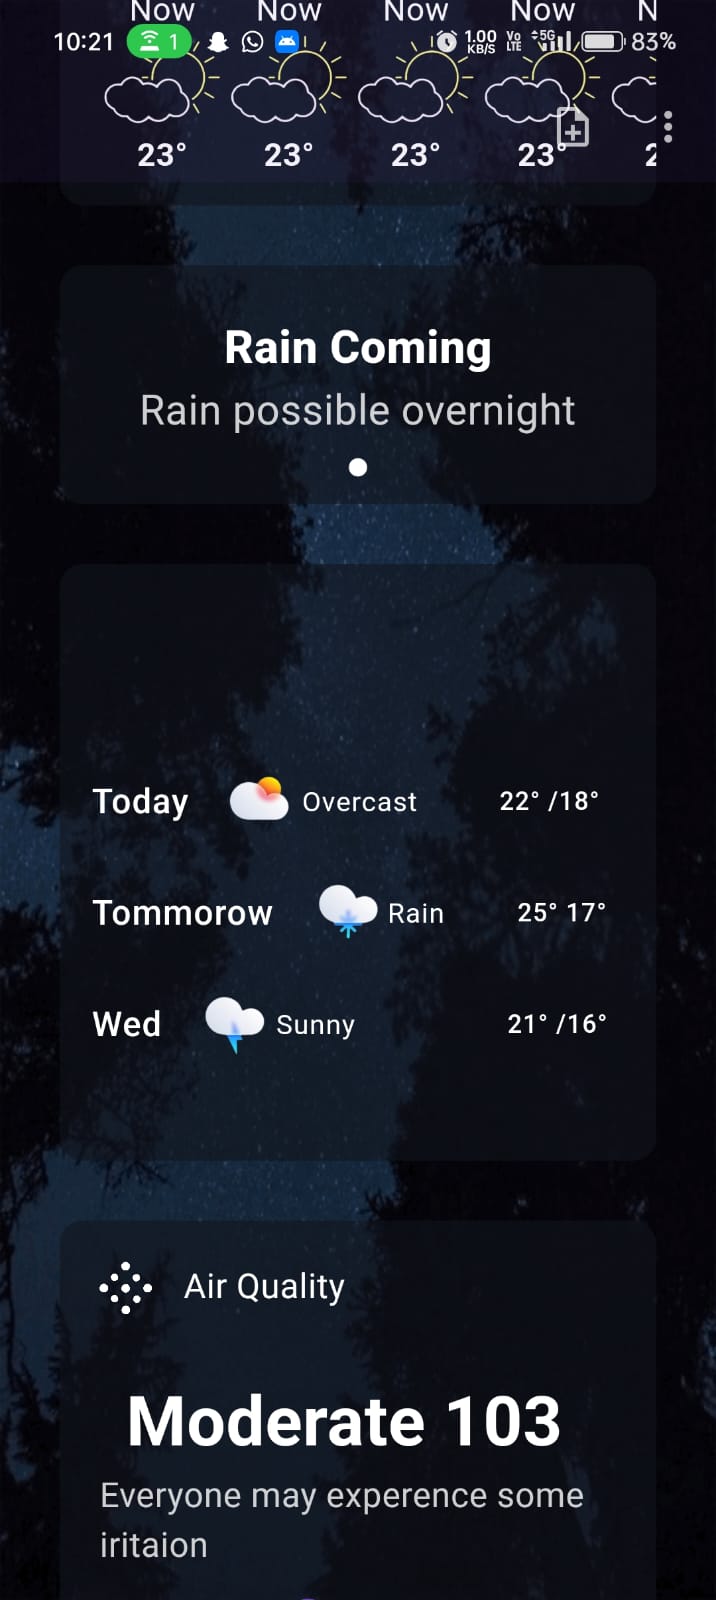 Now Now Now Now N
10:21 1 1.00 KB/S Vo LTE 5G 83%
23° 23° 23° 23° 2
Rain Coming
Rain possible overnight
Today Overcast 22° /18°
Tommorow Rain 25° 17°
Wed Sunny 21° /16°
Air Quality
Moderate 103
Everyone may experence some
iritaion